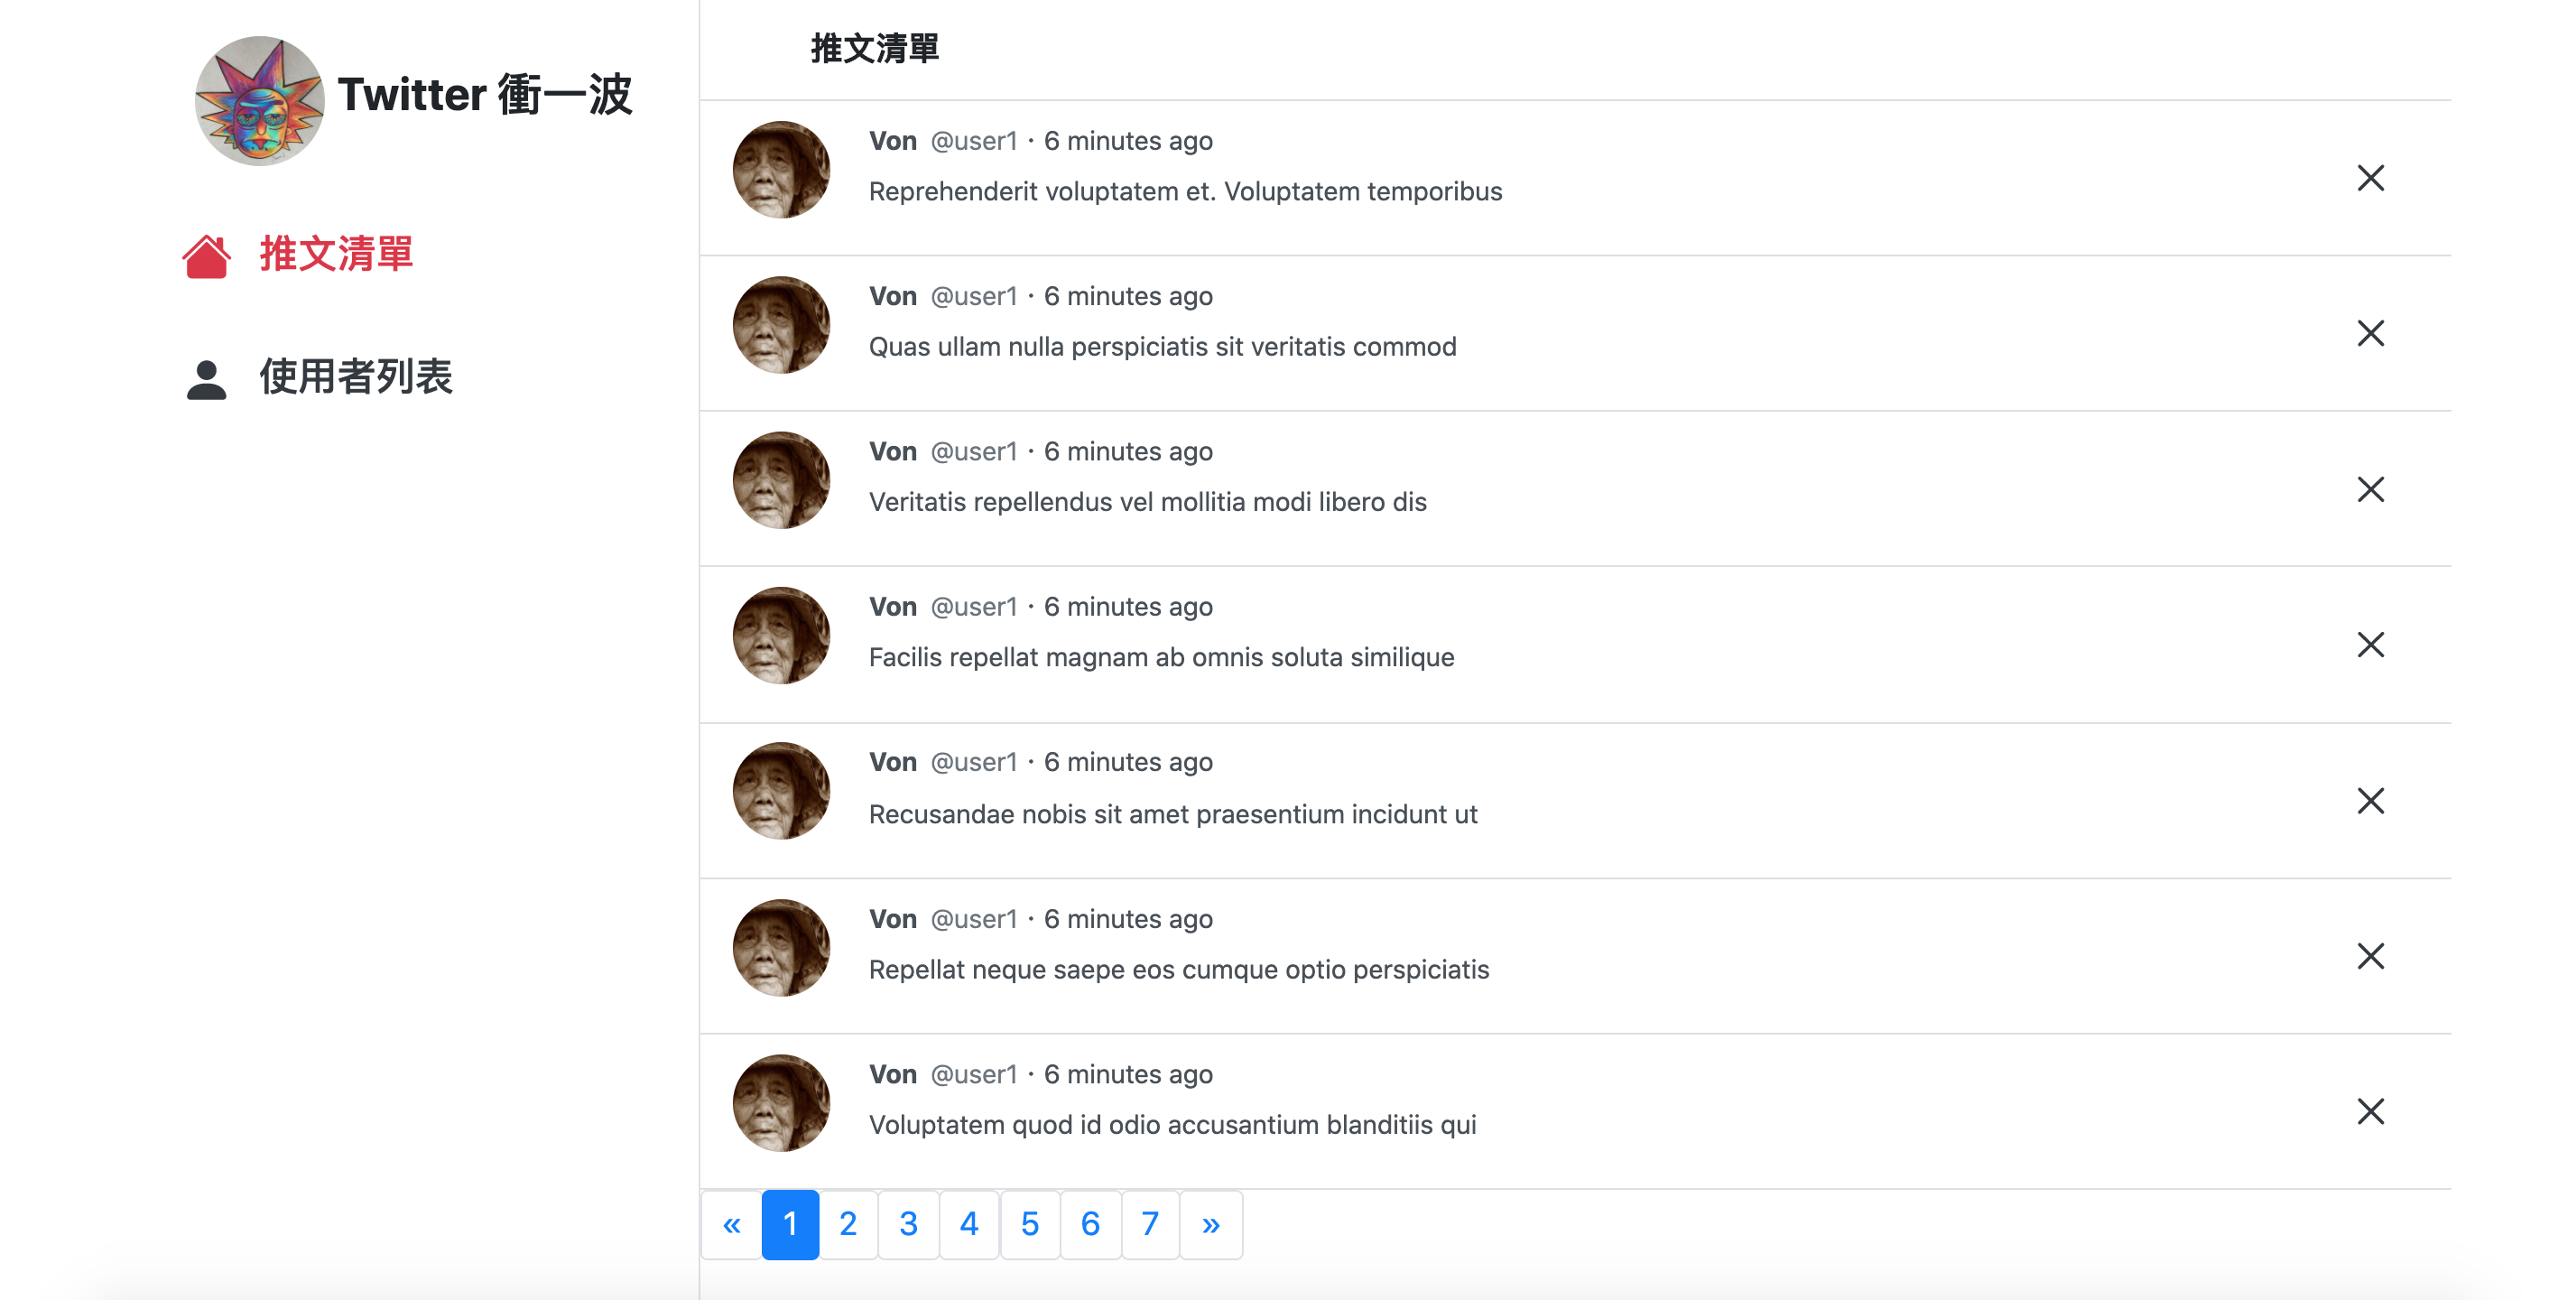 Twitter 衝一波
推文清單
使用者列表
推文清單
Von @user1 · 6 minutes ago
Reprehenderit voluptatem et. Voluptatem temporibus
Von @user1 · 6 minutes ago
Quas ullam nulla perspiciatis sit veritatis commod
Von @user1 · 6 minutes ago
Veritatis repellendus vel mollitia modi libero dis
Von @user1 · 6 minutes ago
Facilis repellat magnam ab omnis soluta similique
Von @user1 · 6 minutes ago
Recusandae nobis sit amet praesentium incidunt ut
Von @user1 · 6 minutes ago
Repellat neque saepe eos cumque optio perspiciatis
Von @user1 · 6 minutes ago
Voluptatem quod id odio accusantium blanditiis qui
« 1 2 3 4 5 6 7 »